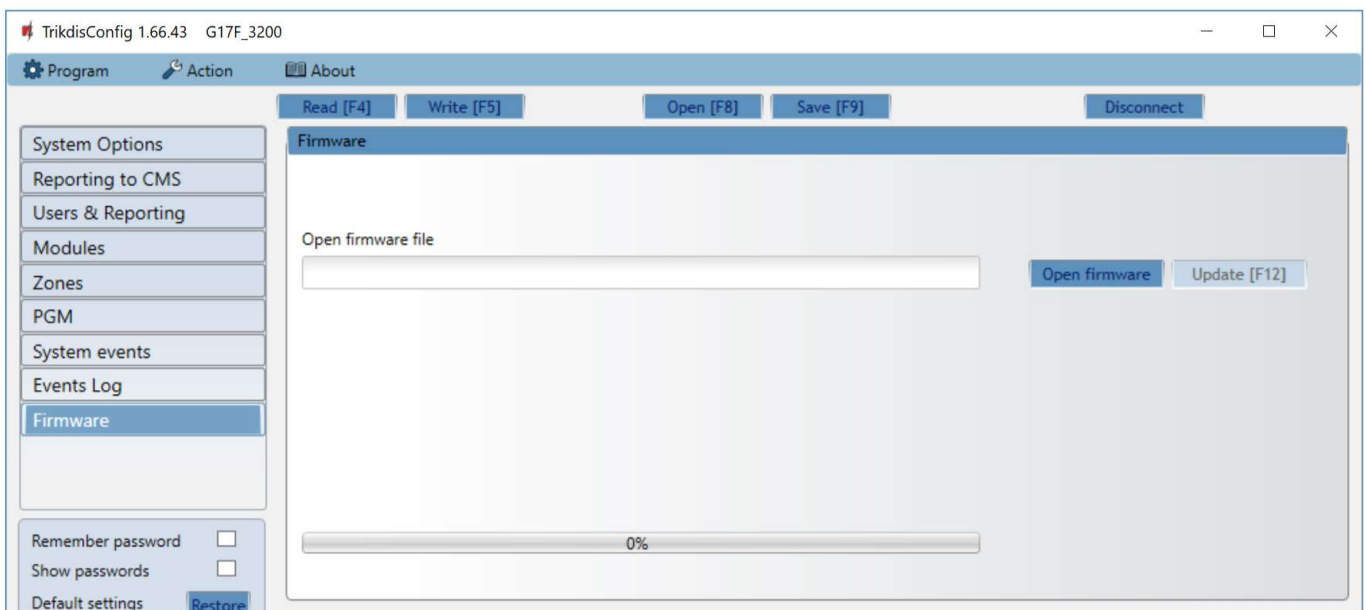 TrikdisConfig 1.66.43 G17F_3200
Program Action About
Read [F4] Write [F5] Open [F8] Save [F9] Disconnect
System Options
Reporting to CMS
Users & Reporting
Modules
Zones
PGM
System events
Events Log
Firmware
Remember password
Show passwords
Default settings Restore
Firmware
Open firmware file
Open firmware Update [F12]
0%